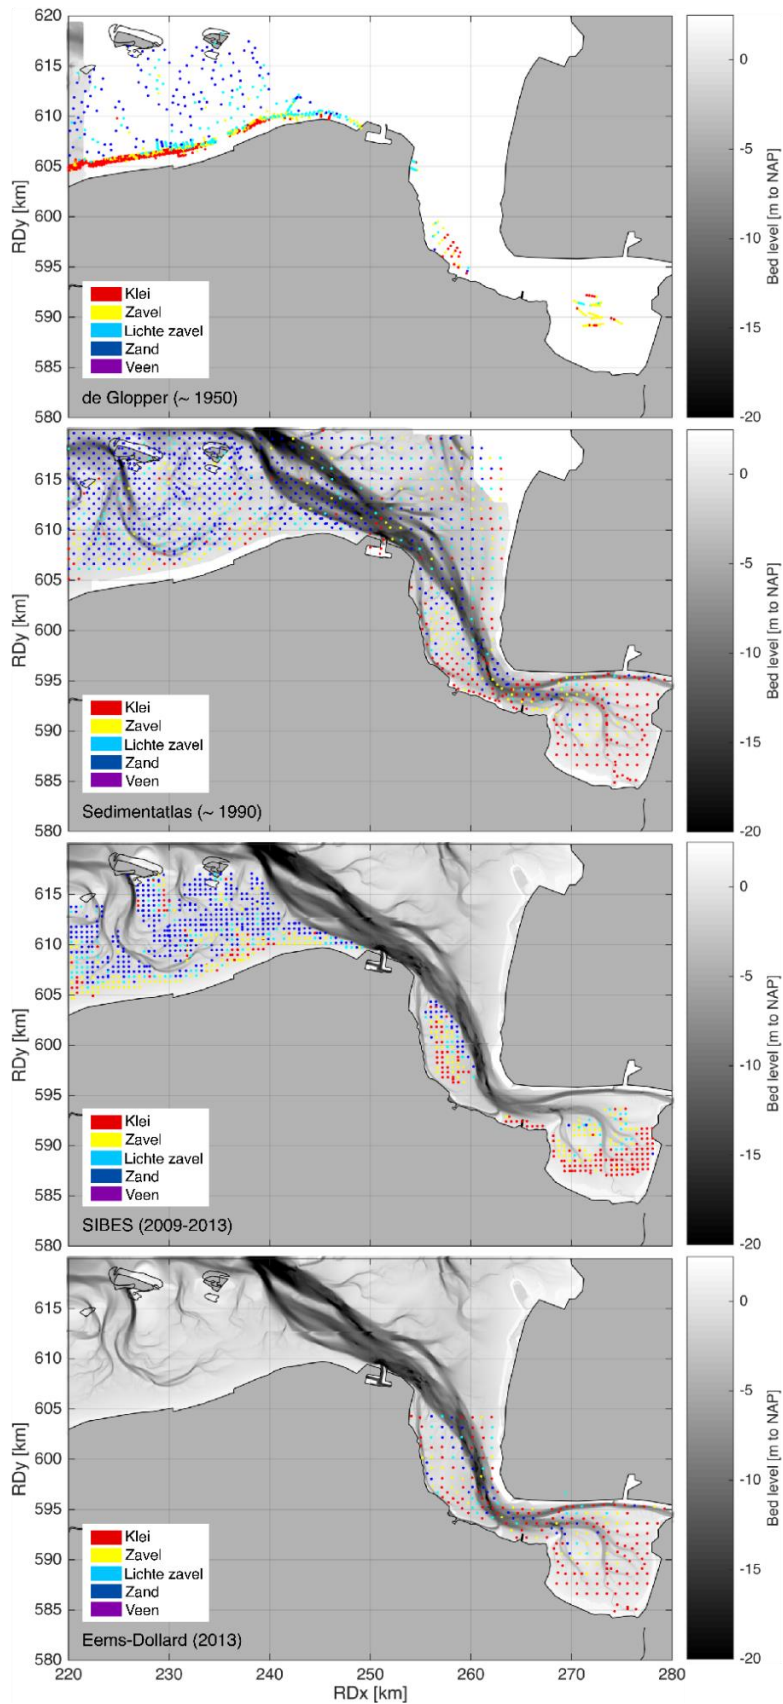 620
615
610
605
600
595
590
585
580
RDy [km]
Klei
Zavel
Lichte zavel
Zand
Veen
de Glopper (~ 1950)
0
-5
-10
-15
-20
Bed level [m to NAP]
615
610
605
600
595
590
585
580
RDy [km]
Klei
Zavel
Lichte zavel
Zand
Veen
Sedimentatlas (~ 1990)
0
-5
-10
-15
-20
Bed level [m to NAP]
615
610
605
600
595
590
585
580
RDy [km]
Klei
Zavel
Lichte zavel
Zand
Veen
SIBES (2009-2013)
0
-5
-10
-15
-20
Bed level [m to NAP]
615
610
605
600
595
590
585
580
RDy [km]
Klei
Zavel
Lichte zavel
Zand
Veen
Eems-Dollard (2013)
0
-5
-10
-15
-20
Bed level [m to NAP]
220 230 240 250 260 270 280
RDx [km]